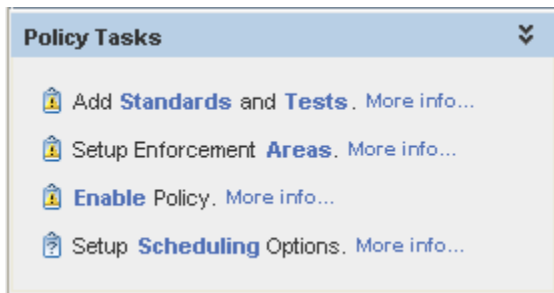 Policy Tasks
Add Standards and Tests. More info...
Setup Enforcement Areas. More info...
Enable Policy. More info...
Setup Scheduling Options. More info...